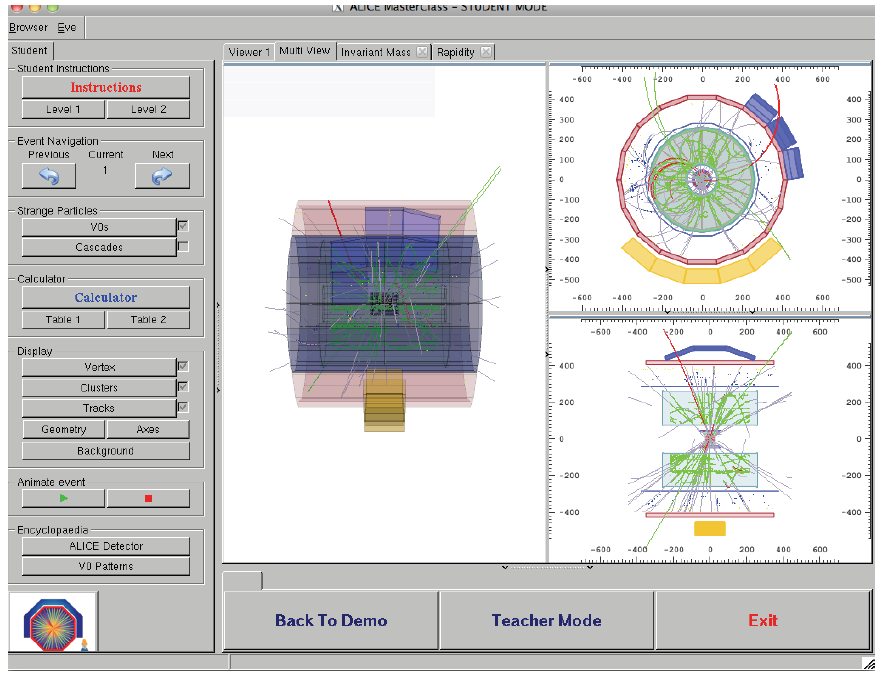 ALICE MasterClass - STUDENT MODE
Browser Eve
Student
Viewer 1 Multi View Invariant Mass Rapidity
Student Instructions
Instructions
Level 1 Level 2
Event Navigation
Previous Current Next
1
Strange Particles
V0s
Cascades
Calculator
Calculator
Table 1 Table 2
Display
Vertex
Clusters
Tracks
Geometry Axes
Background
Animate event
Encyclopaedia
ALICE Detector
V0 Patterns
-600 -400 -200 0 200 400 600
400 400
300 300
200 200
100 100
0 0
-100 -100
-200 -200
-300 -300
-400 -400
-500 -500
-600 -400 -200 0 200 400 600
-600 -400 -200 0 200 400 600
400 400
200 200
0 0
-200 -200
-400 -400
-600 -400 -200 0 200 400 600
Back To Demo Teacher Mode Exit